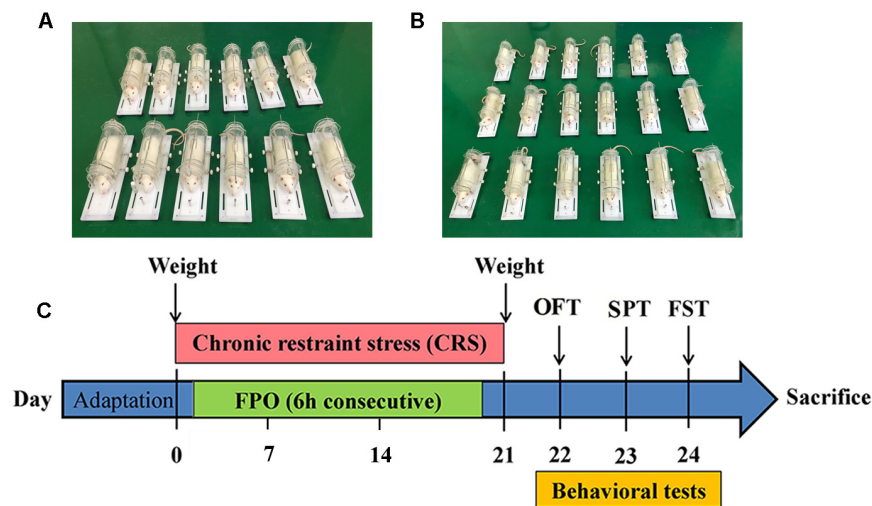 A
B
Weight
Weight
C
OFT
SPT
FST
Chronic restraint stress (CRS)
Day
Adaptation
FPO (6h consecutive)
Sacrifice
0
7
14
21
22
23
24
Behavioral tests